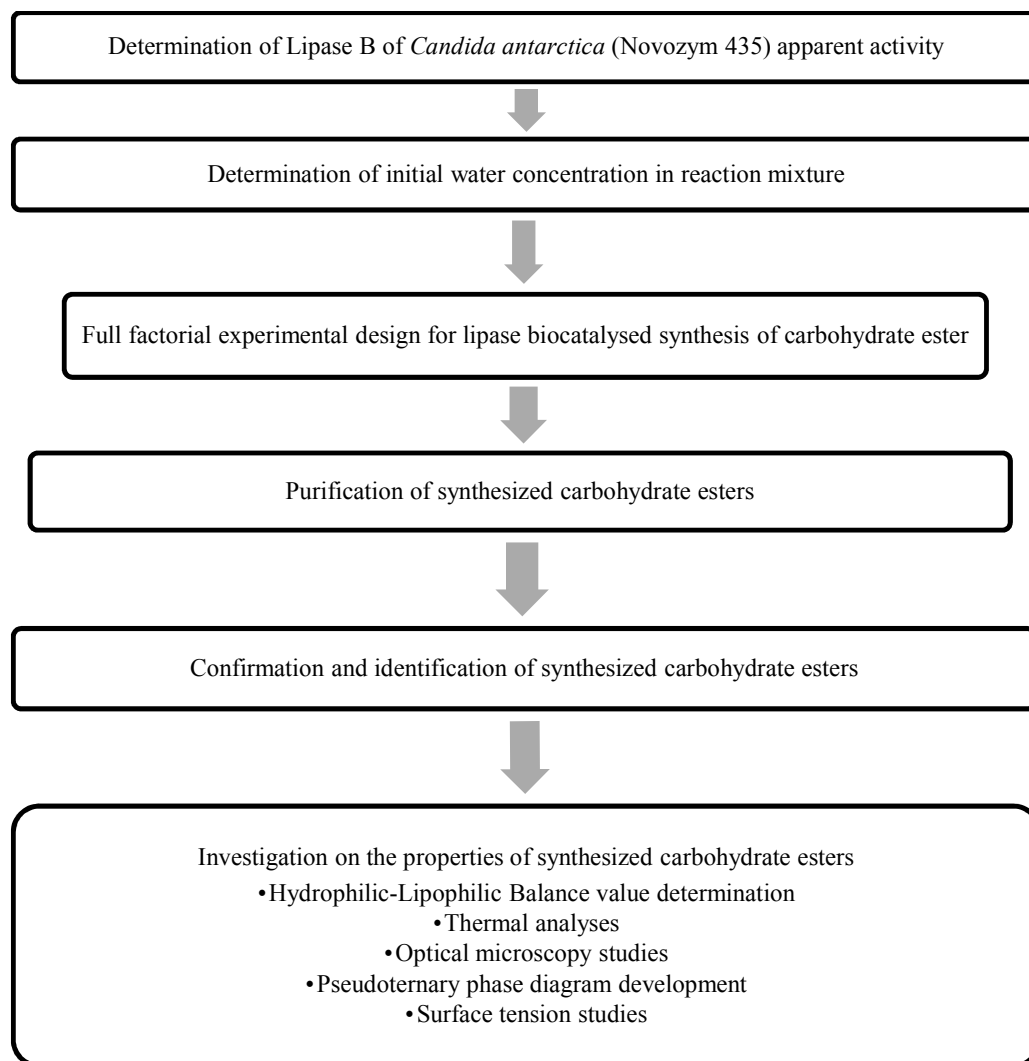 Determination of Lipase B of Candida antarctica (Novozym 435) apparent activity
Determination of initial water concentration in reaction mixture
Full factorial experimental design for lipase biocatalysed synthesis of carbohydrate ester
Purification of synthesized carbohydrate esters
Confirmation and identification of synthesized carbohydrate esters
Investigation on the properties of synthesized carbohydrate esters
•Hydrophilic-Lipophilic Balance value determination
•Thermal analyses
•Optical microscopy studies
•Pseudoternary phase diagram development
•Surface tension studies